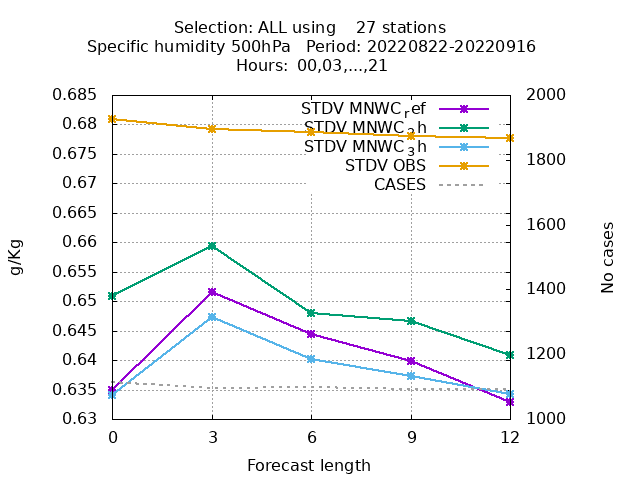 Selection: ALL using    27 stations
Specific humidity 500hPa   Period: 20220822-20220916
Hours: 00,03,...,21
0.685
0.68
0.675
0.67
0.665
0.66
0.655
0.65
0.645
0.64
0.635
0.63
2000
1800
1600
1400
1200
1000
STDV MNWC_ref
STDV MNWC_2h
STDV MNWC_3h
STDV OBS
CASES
g/Kg
No cases
0 3 6 9 12
Forecast length